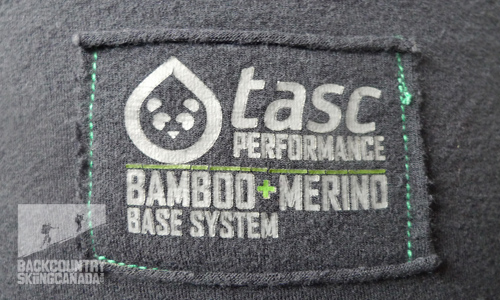 tasc
PERFORMANCE
BAMBOO+MERINO
BASE SYSTEM
BACKCOUNTRY
SKIINGCANADA